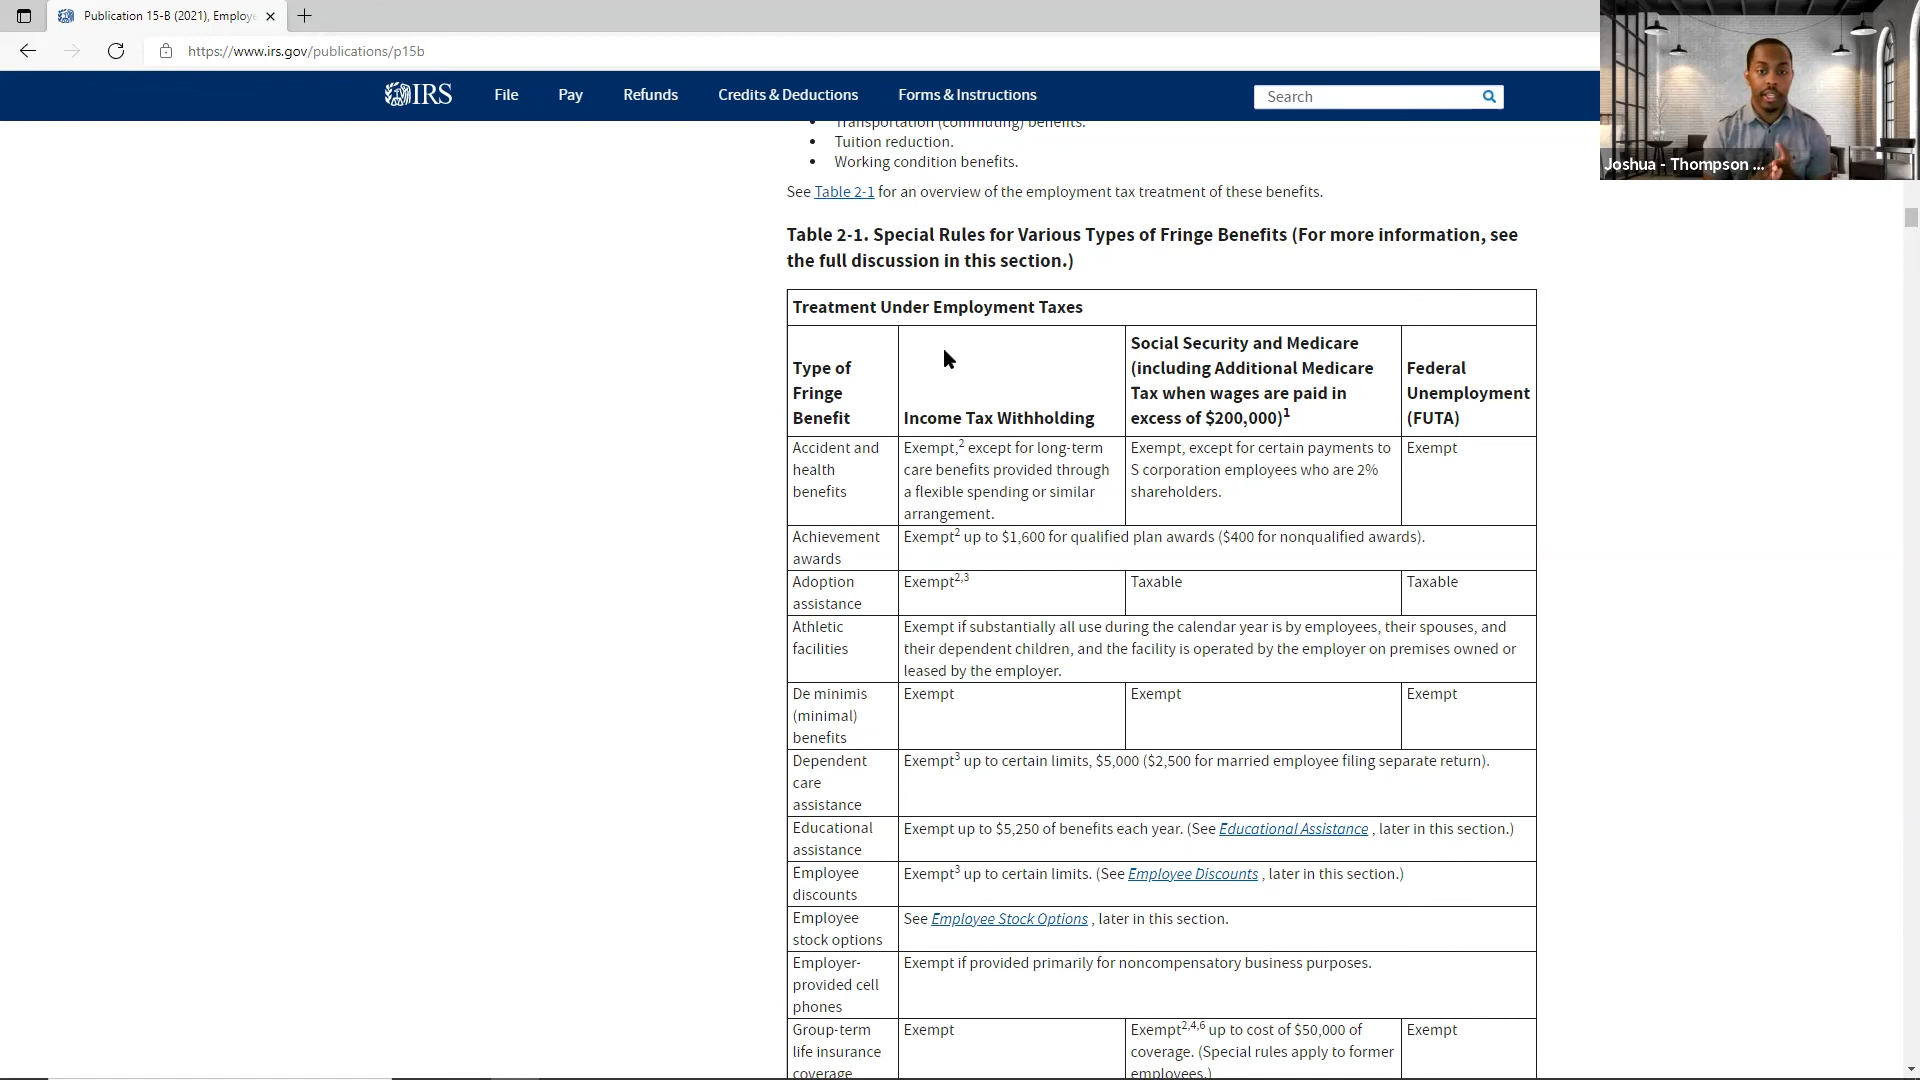 Publication 15-B (2021), Employe
https://www.irs.gov/publications/p15b
IRS File Pay Refunds Credits & Deductions Forms & Instructions Search
Joshua - Thompson ...
• Transportation (commuting) benefits.
• Tuition reduction.
• Working condition benefits.
See Table 2-1 for an overview of the employment tax treatment of these benefits.
Table 2-1. Special Rules for Various Types of Fringe Benefits (For more information, see
the full discussion in this section.)
Treatment Under Employment Taxes
Type of
Fringe
Benefit
Income Tax Withholding
Social Security and Medicare
(including Additional Medicare
Tax when wages are paid in
excess of $200,000)1
Federal
Unemployment
(FUTA)
Accident and
health
benefits
Exempt,2 except for long-term
care benefits provided through
a flexible spending or similar
arrangement.
Exempt, except for certain payments to
S corporation employees who are 2%
shareholders.
Exempt
Achievement
awards
Exempt2 up to $1,600 for qualified plan awards ($400 for nonqualified awards).
Adoption
assistance
Exempt2,3
Taxable
Taxable
Athletic
facilities
Exempt if substantially all use during the calendar year is by employees, their spouses, and
their dependent children, and the facility is operated by the employer on premises owned or
leased by the employer.
De minimis
(minimal)
benefits
Exempt
Exempt
Exempt
Dependent
care
assistance
Exempt3 up to certain limits, $5,000 ($2,500 for married employee filing separate return).
Educational
assistance
Exempt up to $5,250 of benefits each year. (See Educational Assistance , later in this section.)
Employee
discounts
Exempt3 up to certain limits. (See Employee Discounts , later in this section.)
Employee
stock options
See Employee Stock Options , later in this section.
Employer-
provided cell
phones
Exempt if provided primarily for noncompensatory business purposes.
Group-term
life insurance
coverage
Exempt
Exempt2,4,6 up to cost of $50,000 of
coverage. (Special rules apply to former
employees.)
Exempt